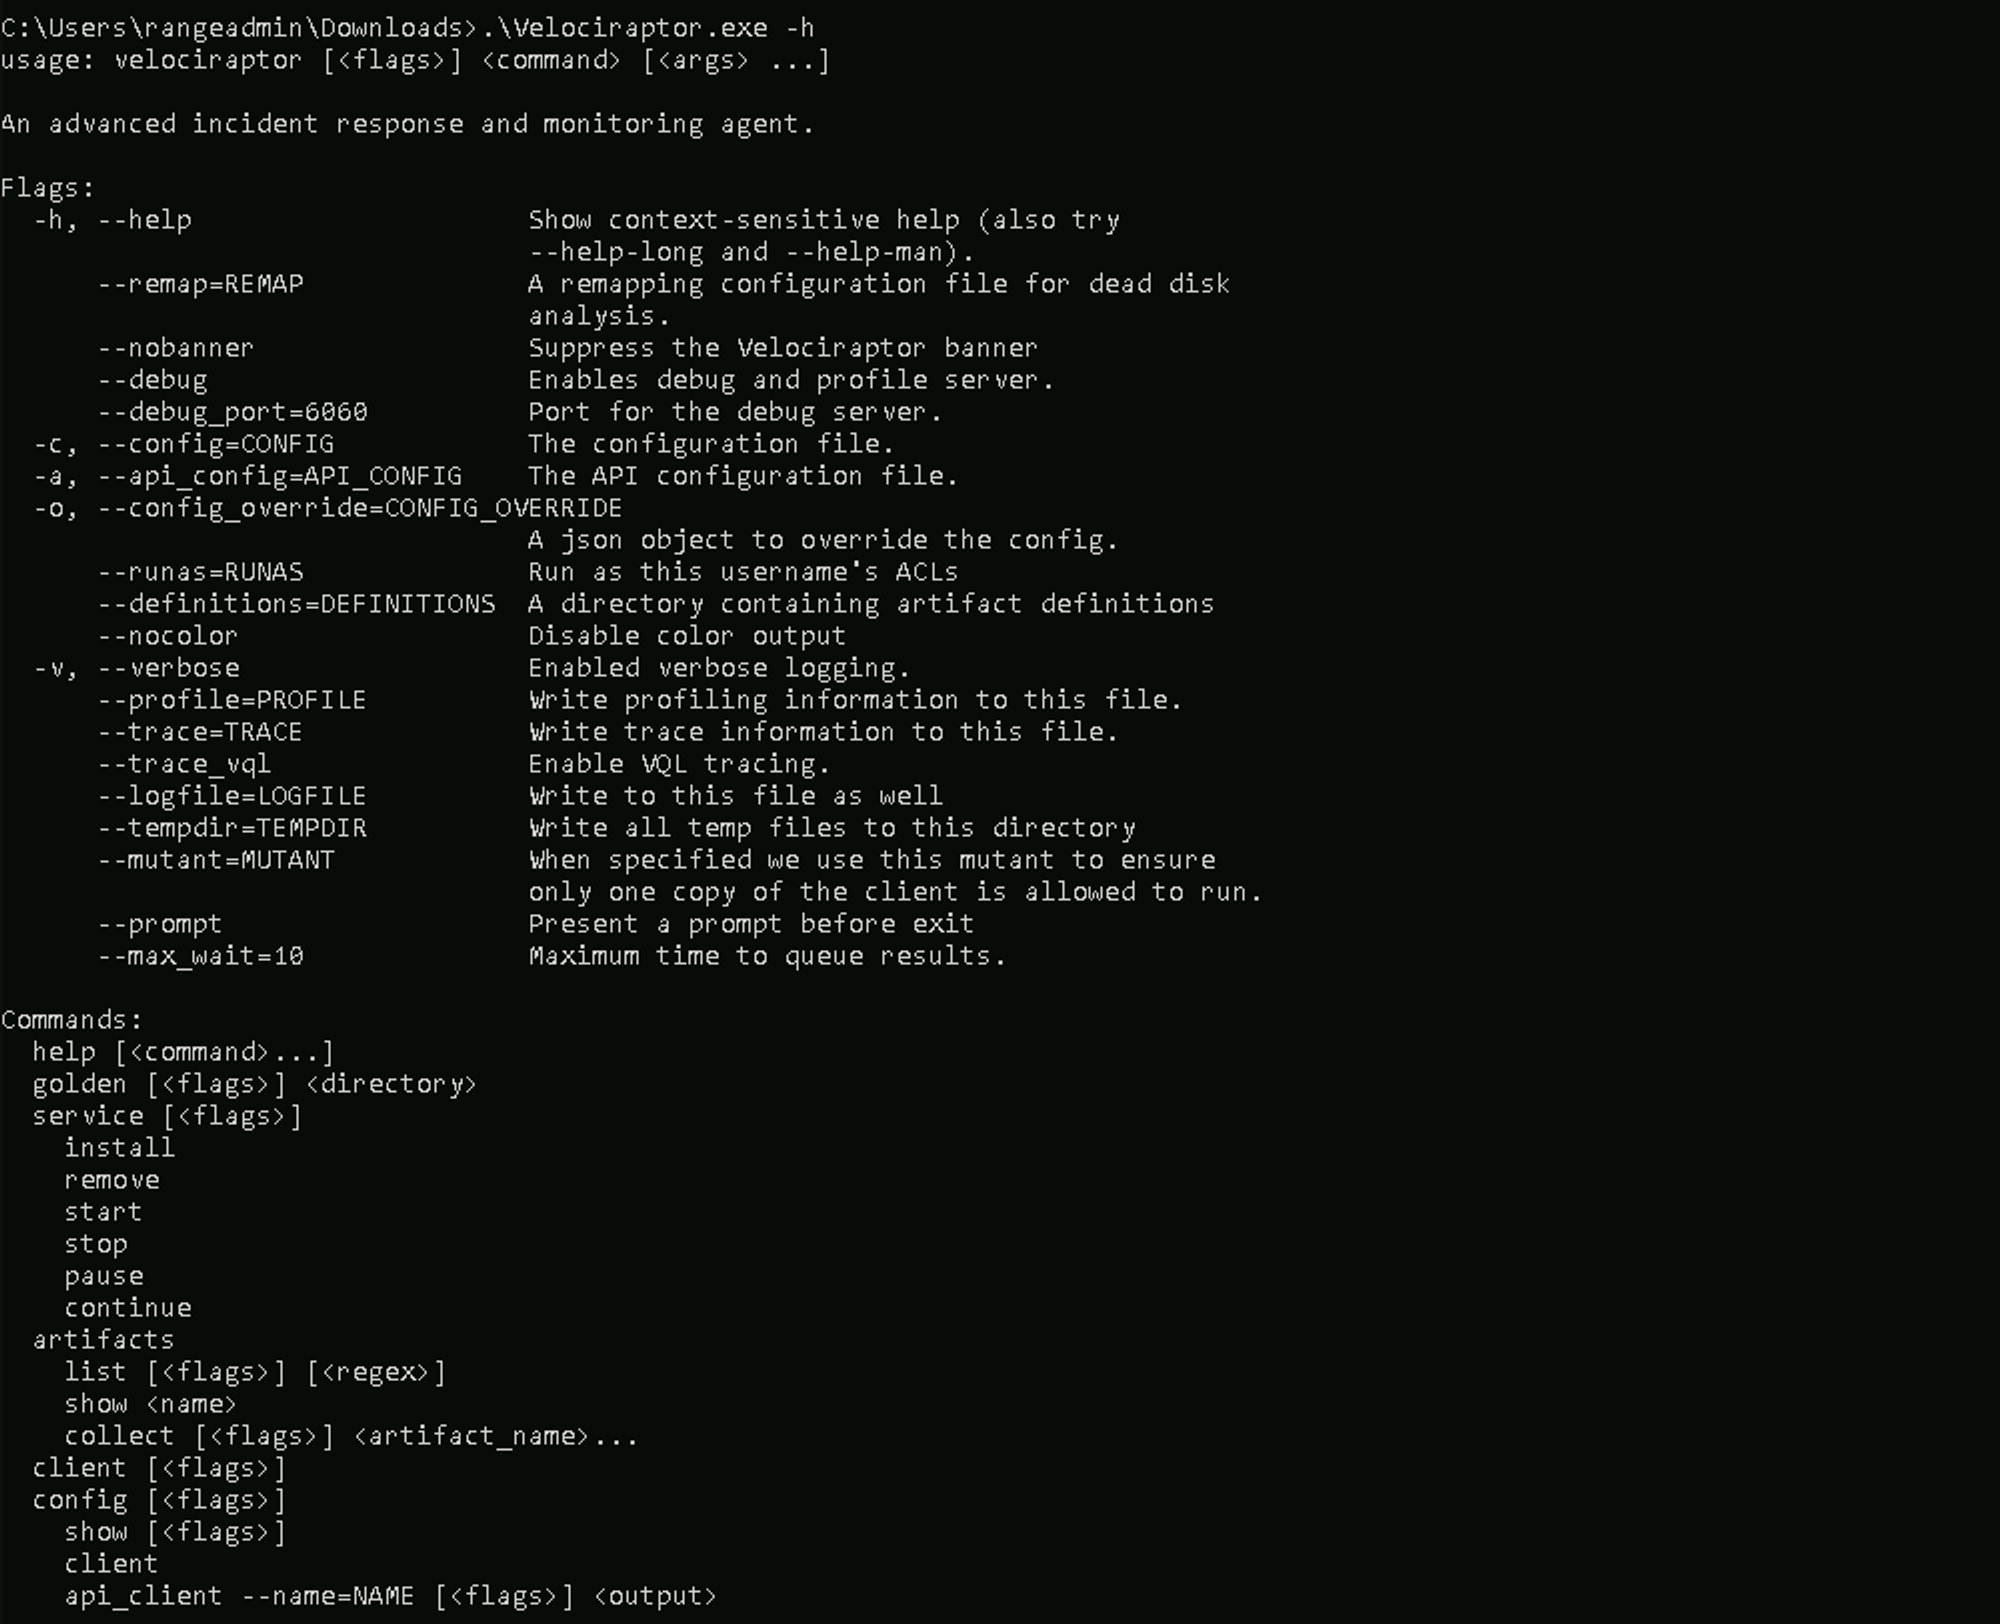 C:\Users\rangeadmin\Downloads>.\Velociraptor.exe -h
usage: velociraptor [<flags>] <command> [<args> ...]

An advanced incident response and monitoring agent.

Flags:
  -h, --help                     Show context-sensitive help (also try
                                 --help-long and --help-man).
      --remap=REMAP              A remapping configuration file for dead disk
                                 analysis.
      --nobanner                 Suppress the Velociraptor banner
      --debug                    Enables debug and profile server.
      --debug_port=6060          Port for the debug server.
  -c, --config=CONFIG            The configuration file.
  -a, --api_config=API_CONFIG    The API configuration file.
  -o, --config_override=CONFIG_OVERRIDE
                                 A json object to override the config.
      --runas=RUNAS              Run as this username's ACLs
      --definitions=DEFINITIONS  A directory containing artifact definitions
      --nocolor                  Disable color output
  -v, --verbose                  Enabled verbose logging.
      --profile=PROFILE          Write profiling information to this file.
      --trace=TRACE              Write trace information to this file.
      --trace_vql                Enable VQL tracing.
      --logfile=LOGFILE          Write to this file as well
      --tempdir=TEMPDIR          Write all temp files to this directory
      --mutant=MUTANT            When specified we use this mutant to ensure
                                 only one copy of the client is allowed to run.
      --prompt                   Present a prompt before exit
      --max_wait=10              Maximum time to queue results.

Commands:
  help [<command>...]
  golden [<flags>] <directory>
  service [<flags>]
    install
    remove
    start
    stop
    pause
    continue
  artifacts
    list [<flags>] [<regex>]
    show <name>
    collect [<flags>] <artifact_name>...
  client [<flags>]
  config [<flags>]
    show [<flags>]
    client
    api_client --name=NAME [<flags>] <output>